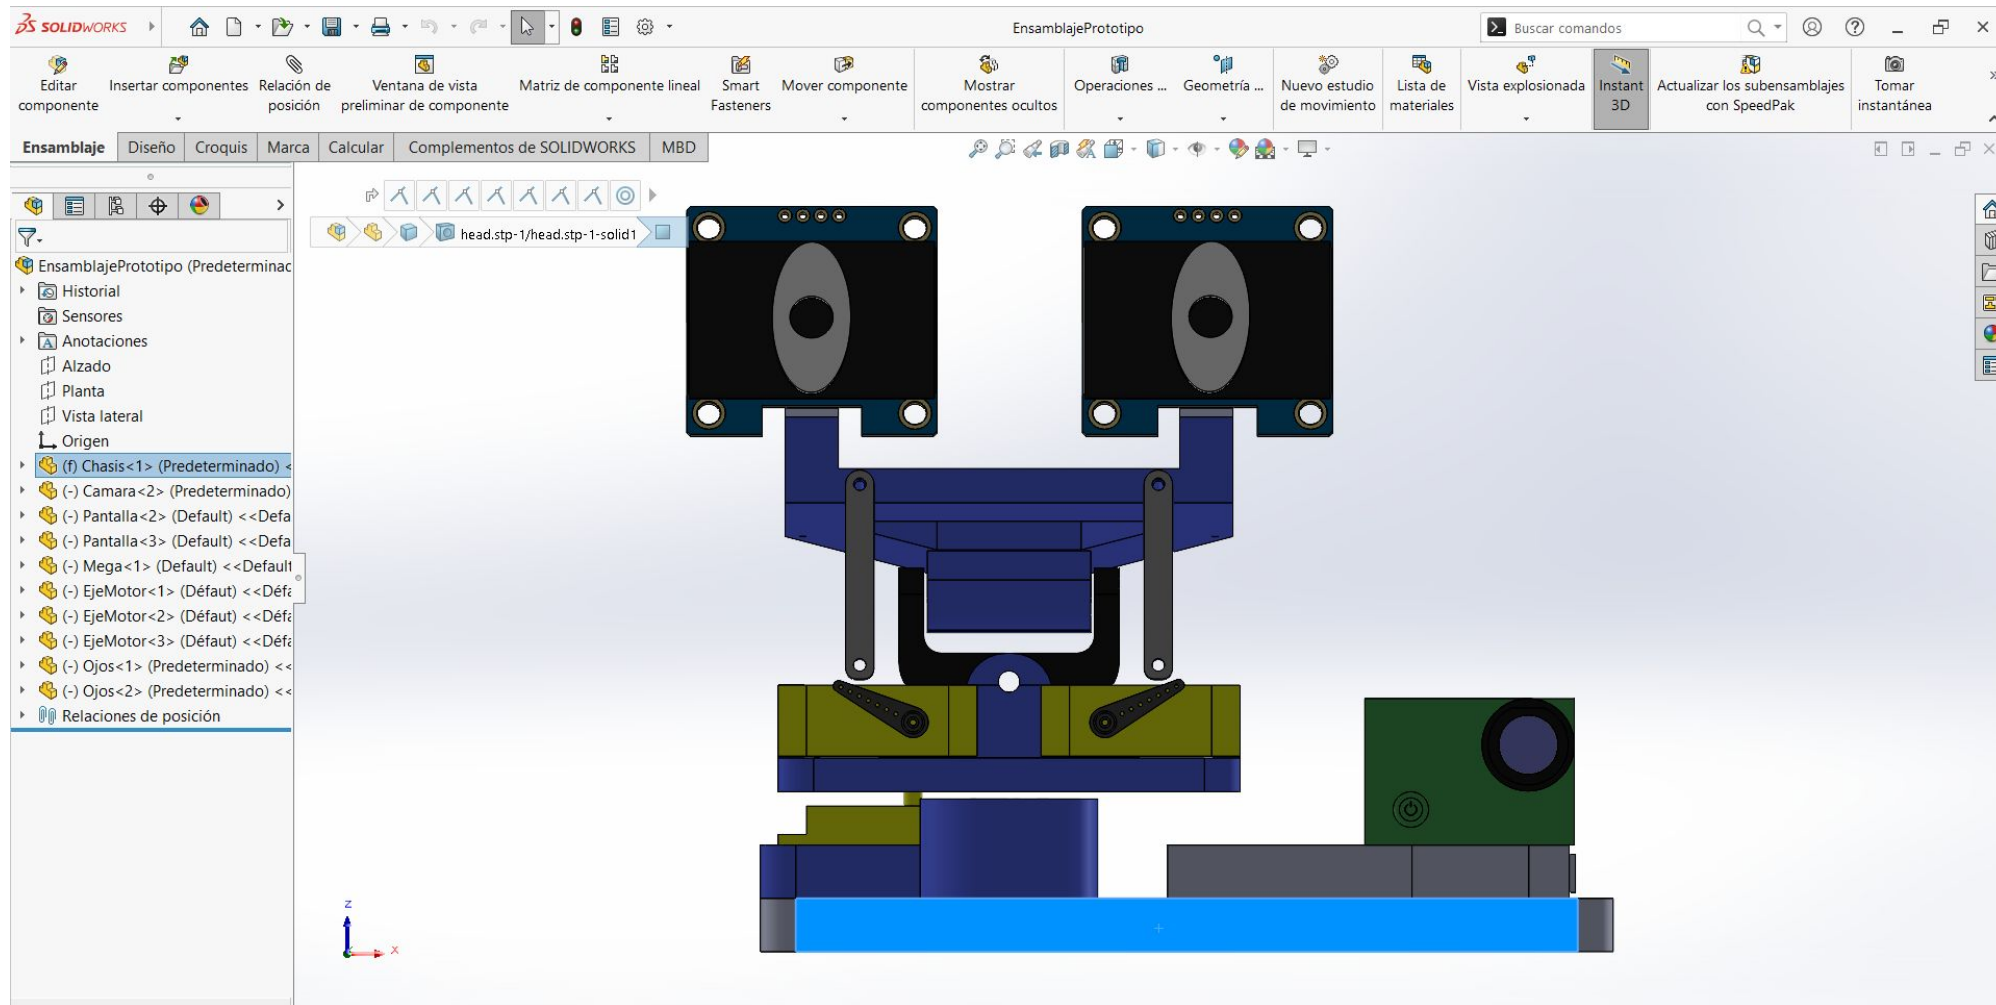 SOLIDWORKS
EnsamblajePrototipo
Buscar comandos
Editar componente
Insertar componentes
Relación de posición
Ventana de vista preliminar de componente
Matriz de componente lineal
Smart Fasteners
Mover componente
Mostrar componentes ocultos
Operaciones ...
Geometría ...
Nuevo estudio de movimiento
Lista de materiales
Vista explosionada
Instant 3D
Actualizar los subensamblajes con SpeedPak
Tomar instantánea
Ensamblaje
Diseño
Croquis
Marca
Calcular
Complementos de SOLIDWORKS
MBD
head.stp-1/head.stp-1-solid1
EnsamblajePrototipo (Predeterminac
Historial
Sensores
Anotaciones
Alzado
Planta
Vista lateral
Origen
(f) Chasis<1> (Predeterminado) <
(-) Camara<2> (Predeterminado)
(-) Pantalla<2> (Default) <<Defa
(-) Pantalla<3> (Default) <<Defa
(-) Mega<1> (Default) <<Default
(-) EjeMotor<1> (Défaut) <<Défa
(-) EjeMotor<2> (Défaut) <<Défa
(-) EjeMotor<3> (Défaut) <<Défa
(-) Ojos<1> (Predeterminado) <<
(-) Ojos<2> (Predeterminado) <<
Relaciones de posición
z
x